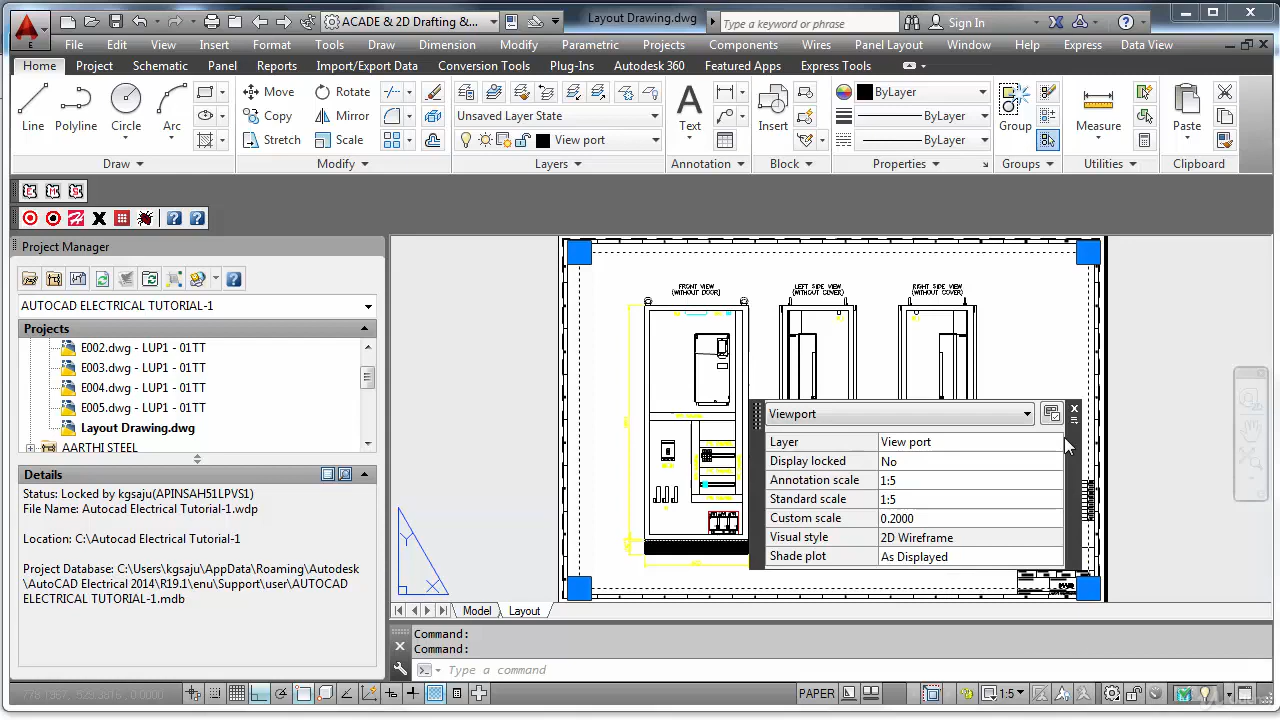 ACADE & 2D Drafting &...
Layout Drawing.dwg
Type a keyword or phrase
Sign In
File Edit View Insert Format Tools Draw Dimension Modify Parametric Projects Components Wires Panel Layout Window Help Express Data View
Home Project Schematic Panel Reports Import/Export Data Conversion Tools Plug-Ins Autodesk 360 Featured Apps Express Tools
Line Polyline Circle Arc
Move Rotate
Copy Mirror
Stretch Scale
Unsaved Layer State
View port
Text
Insert
ByLayer
ByLayer
ByLayer
Group
Measure
Paste
Draw Modify Layers Annotation Block Properties Groups Utilities Clipboard
Project Manager
AUTOCAD ELECTRICAL TUTORIAL-1
Projects
E002.dwg - LUP1 - 01TT
E003.dwg - LUP1 - 01TT
E004.dwg - LUP1 - 01TT
E005.dwg - LUP1 - 01TT
Layout Drawing.dwg
AARTHI STEEL
Details
Status: Locked by kgsaju(APINSAH51LPVS1)
File Name: Autocad Electrical Tutorial-1.wdp
Location: C:\Autocad Electrical Tutorial-1
Project Database: C:\Users\kgsaju\AppData\Roaming\Autodesk
\AutoCAD Electrical 2014\R19.1\enu\Support\user\AUTOCAD
ELECTRICAL TUTORIAL-1.mdb
FRONT VIEW
(WITHOUT DOOR)
LEFT SIDE VIEW
(WITHOUT COVER)
RIGHT SIDE VIEW
(WITHOUT COVER)
Viewport
Layer View port
Display locked No
Annotation scale 1:5
Standard scale 1:5
Custom scale 0.2000
Visual style 2D Wireframe
Shade plot As Displayed
Y
X
Model Layout
Command:
Command:
Type a command
PAPER
1:5